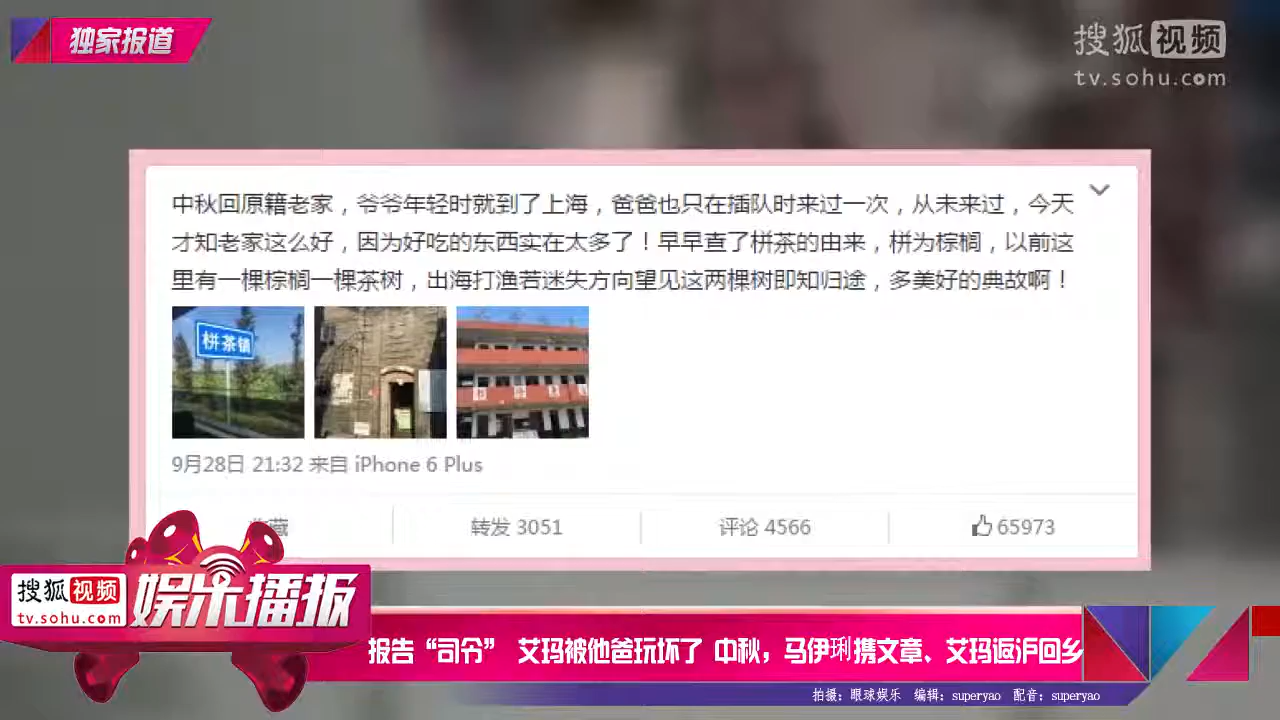 独家报道
搜狐视频
tv.sohu.com
中秋回原籍老家，爷爷年轻时就到了上海，爸爸也只在插队时来过一次，从未来过，今天
才知老家这么好，因为好吃的东西实在太多了！早早查了栟茶的由来，栟为棕榈，以前这
里有一棵棕榈一棵茶树，出海打渔若迷失方向望见这两棵树即知归途，多美好的典故啊！
栟茶镇
9月28日 21:32 来自 iPhone 6 Plus
收藏
转发 3051
评论 4566
65973
搜狐视频
tv.sohu.com
娱乐播报
报告“司令” 艾玛被他爸玩坏了 中秋，马伊琍携文章、艾玛返沪回乡
拍摄：眼球娱乐 编辑：superyao 配音：superyao